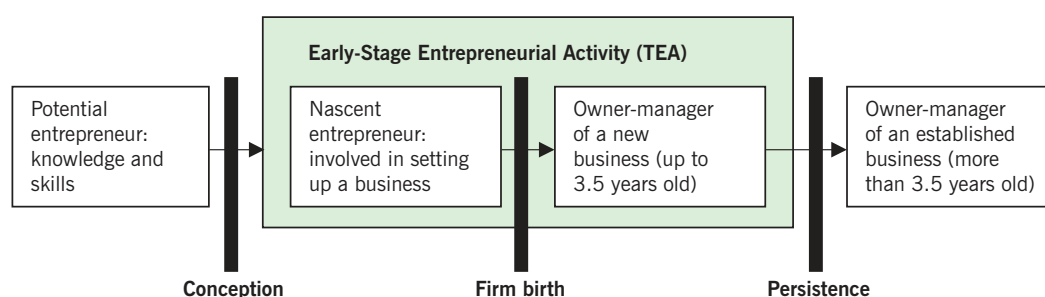 Early-Stage Entrepreneurial Activity (TEA)
Potential
entrepreneur:
knowledge and
skills
Nascent
entrepreneur:
involved in setting
up a business
Owner-manager
of a new
business (up to
3.5 years old)
Owner-manager
of an established
business (more
than 3.5 years old)
Conception
Firm birth
Persistence